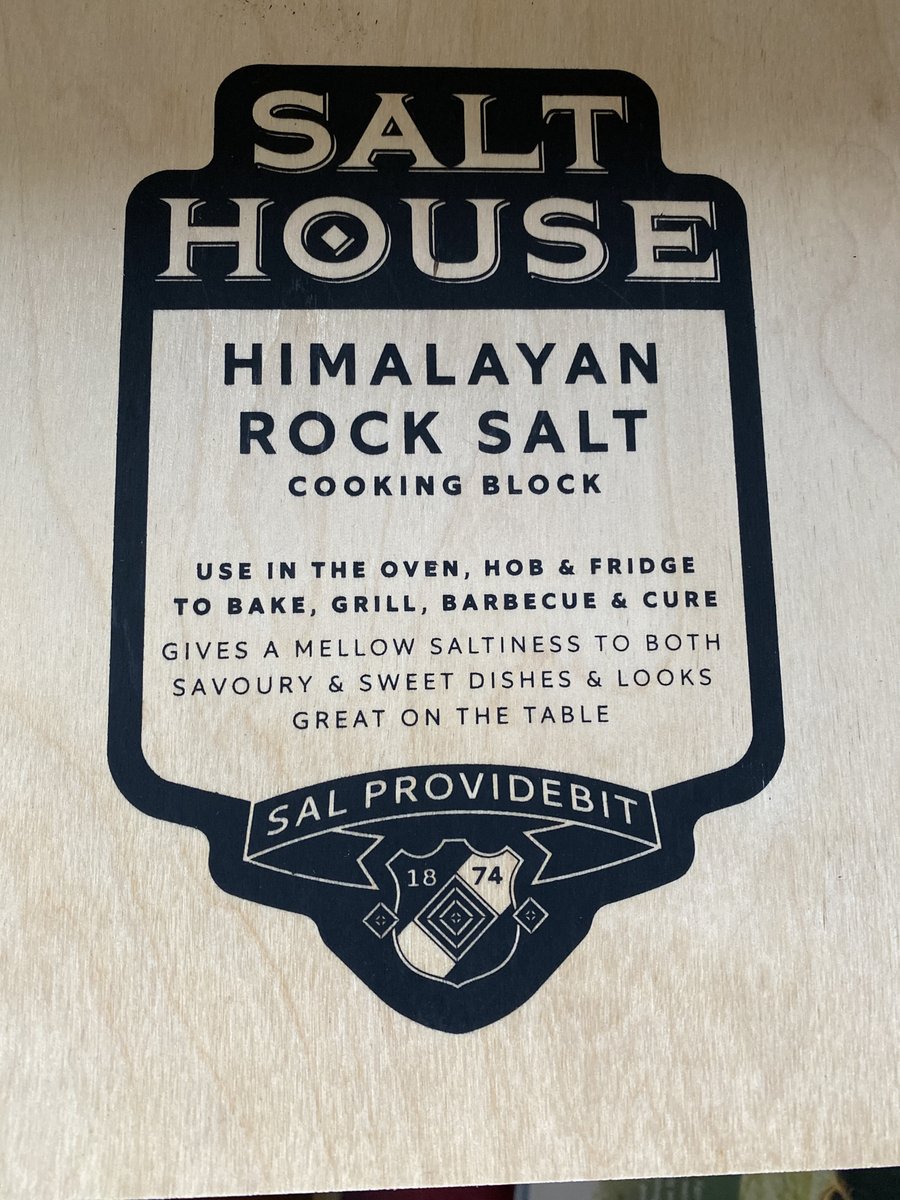 SALT
HOUSE
HIMALAYAN
ROCK SALT
COOKING BLOCK
USE IN THE OVEN, HOB & FRIDGE
TO BAKE, GRILL, BARBECUE & CURE
GIVES A MELLOW SALTINESS TO BOTH
SAVOURY & SWEET DISHES & LOOKS
GREAT ON THE TABLE
SAL PROVIDEBIT
18 74